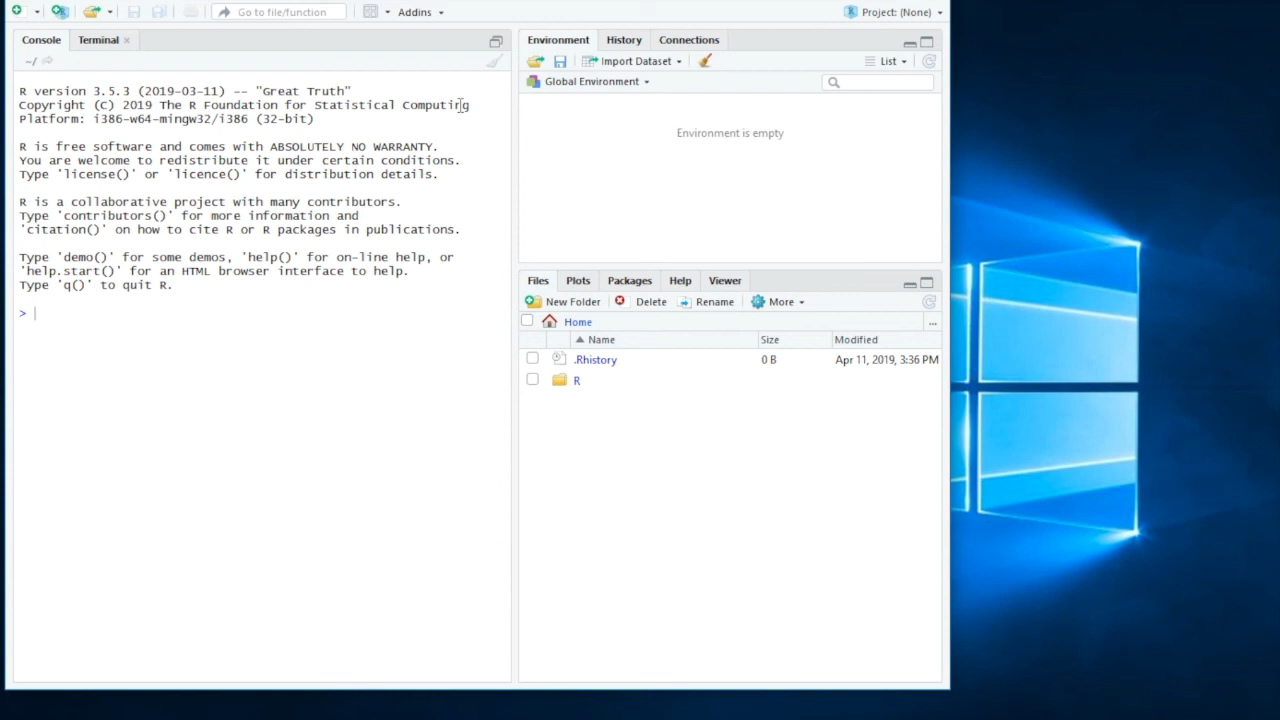 Go to file/function
Addins
Project: (None)
Console
Terminal
~/
R version 3.5.3 (2019-03-11) -- "Great Truth"
Copyright (C) 2019 The R Foundation for Statistical Computing
Platform: i386-w64-mingw32/i386 (32-bit)
R is free software and comes with ABSOLUTELY NO WARRANTY.
You are welcome to redistribute it under certain conditions.
Type 'license()' or 'licence()' for distribution details.
R is a collaborative project with many contributors.
Type 'contributors()' for more information and
'citation()' on how to cite R or R packages in publications.
Type 'demo()' for some demos, 'help()' for on-line help, or
'help.start()' for an HTML browser interface to help.
Type 'q()' to quit R.
>
Environment History Connections
Import Dataset
List
Global Environment
Environment is empty
Files Plots Packages Help Viewer
New Folder Delete Rename More
Home
...
Name Size Modified
.Rhistory 0 B Apr 11, 2019, 3:36 PM
R